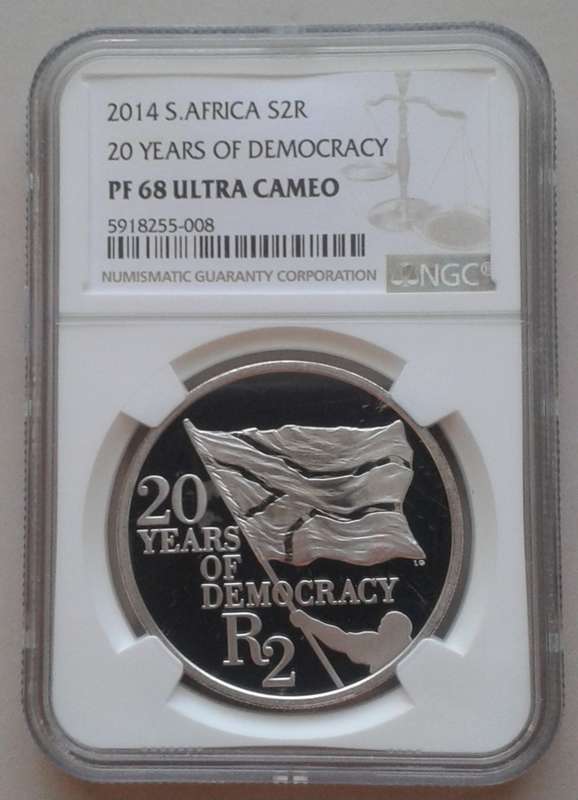 2014 S.AFRICA S2R
20 YEARS OF DEMOCRACY
PF 68 ULTRA CAMEO
5918255-008
NUMISMATIC GUARANTY CORPORATION
NGC
20
YEARS
OF
DEMOCRACY
R2